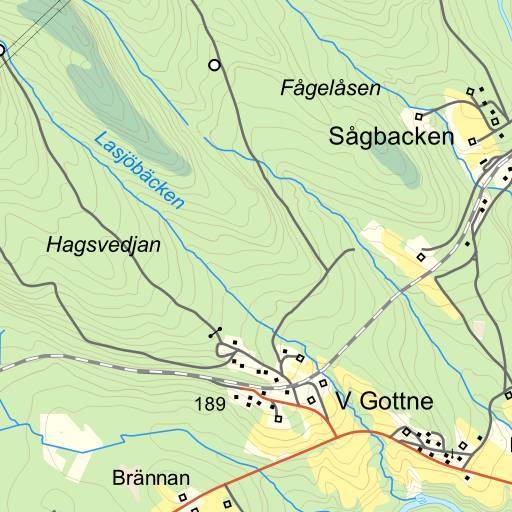 Fågelåsen
Sågbacken
Lasjöbäcken
Hagsvedjan
V Gottne
189
Brännan